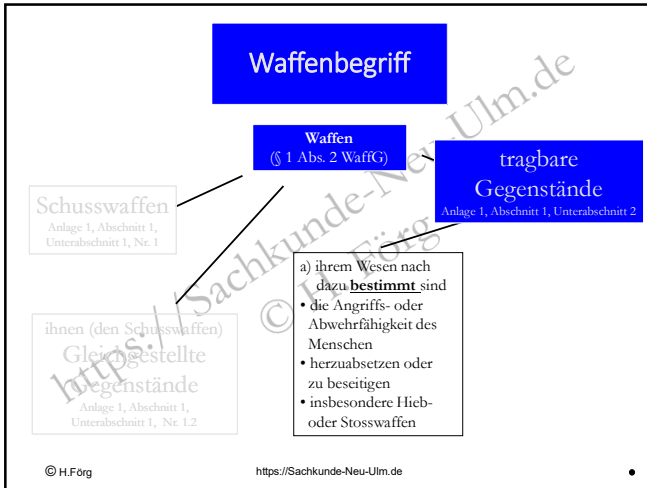 Waffenbegriff
Waffen
(§ 1 Abs. 2 WaffG)
tragbare
Gegenstände
Anlage 1, Abschnitt 1, Unterabschnitt 2
Schusswaffen
Anlage 1, Abschnitt 1,
Unterabschnitt 1, Nr. 1
ihnen (den Schusswaffen)
Gleichgestellte
Gegenstände
Anlage 1, Abschnitt 1,
Unterabschnitt 1, Nr. 1.2
a) ihrem Wesen nach
dazu bestimmt sind
• die Angriffs- oder
Abwehrfähigkeit des
Menschen
• herzuabsetzen oder
zu beseitigen
• insbesondere Hieb-
oder Stosswaffen
https://Sachkunde-Neu-Ulm.de
© H. Förg
© H.Förg
https://Sachkunde-Neu-Ulm.de